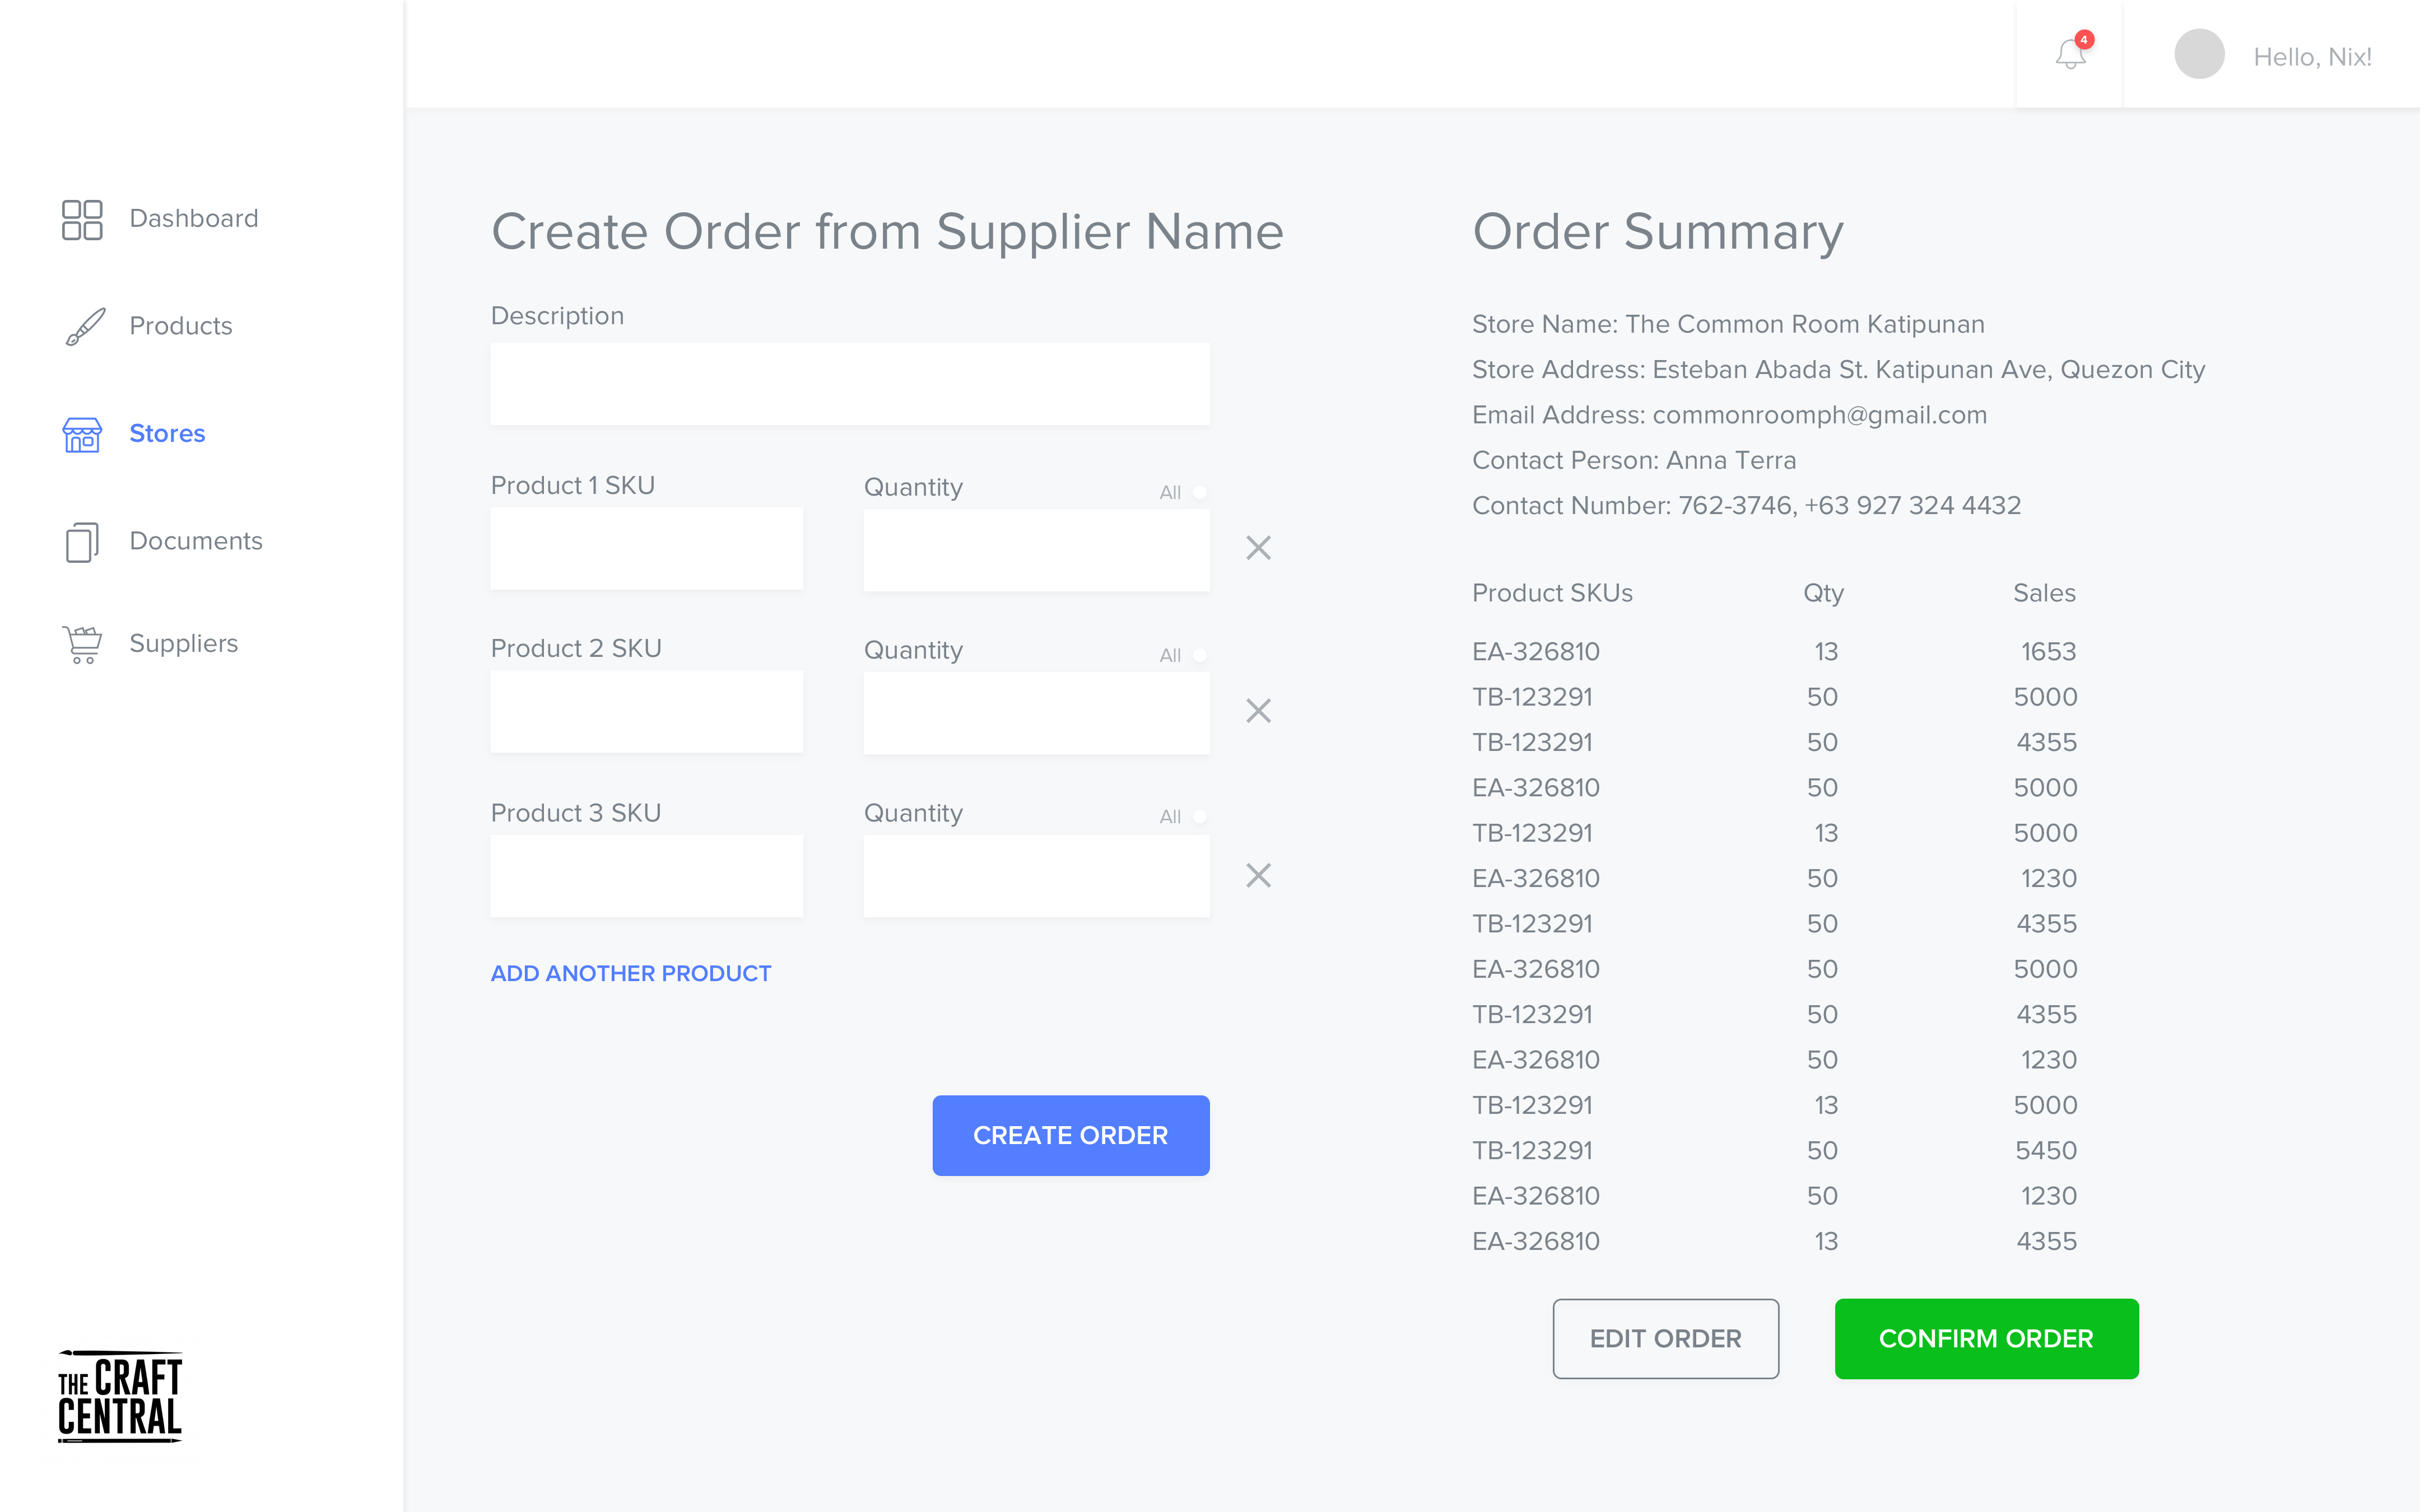 4
Hello, Nix!
Dashboard
Products
Stores
Documents
Suppliers
THE CRAFT
CENTRAL
Create Order from Supplier Name
Description
Product 1 SKU Quantity All
Product 2 SKU Quantity All
Product 3 SKU Quantity All
ADD ANOTHER PRODUCT
CREATE ORDER
Order Summary
Store Name: The Common Room Katipunan
Store Address: Esteban Abada St. Katipunan Ave, Quezon City
Email Address: commonroomph@gmail.com
Contact Person: Anna Terra
Contact Number: 762-3746, +63 927 324 4432
Product SKUs Qty Sales
EA-326810 13 1653
TB-123291 50 5000
TB-123291 50 4355
EA-326810 50 5000
TB-123291 13 5000
EA-326810 50 1230
TB-123291 50 4355
EA-326810 50 5000
TB-123291 50 4355
EA-326810 50 1230
TB-123291 13 5000
TB-123291 50 5450
EA-326810 50 1230
EA-326810 13 4355
EDIT ORDER
CONFIRM ORDER